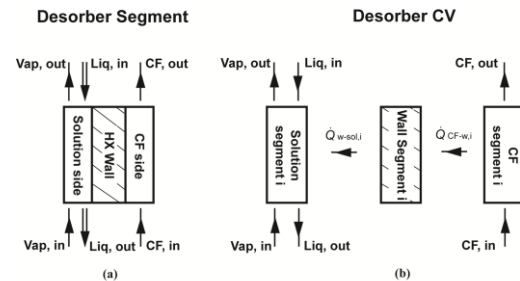 Desorber Segment
Desorber CV
Vap, out
Liq, in
CF, out
Solution side
HX Wall
CF side
Vap, in
Liq, out
CF, in
(a)
Vap, out
Liq, in
CF, out
Solution
segment i
Q̇ w-sol,i
Wall Segment i
Q̇ CF-w,i
CF
segment i
Vap, in
Liq, out
CF, in
(b)